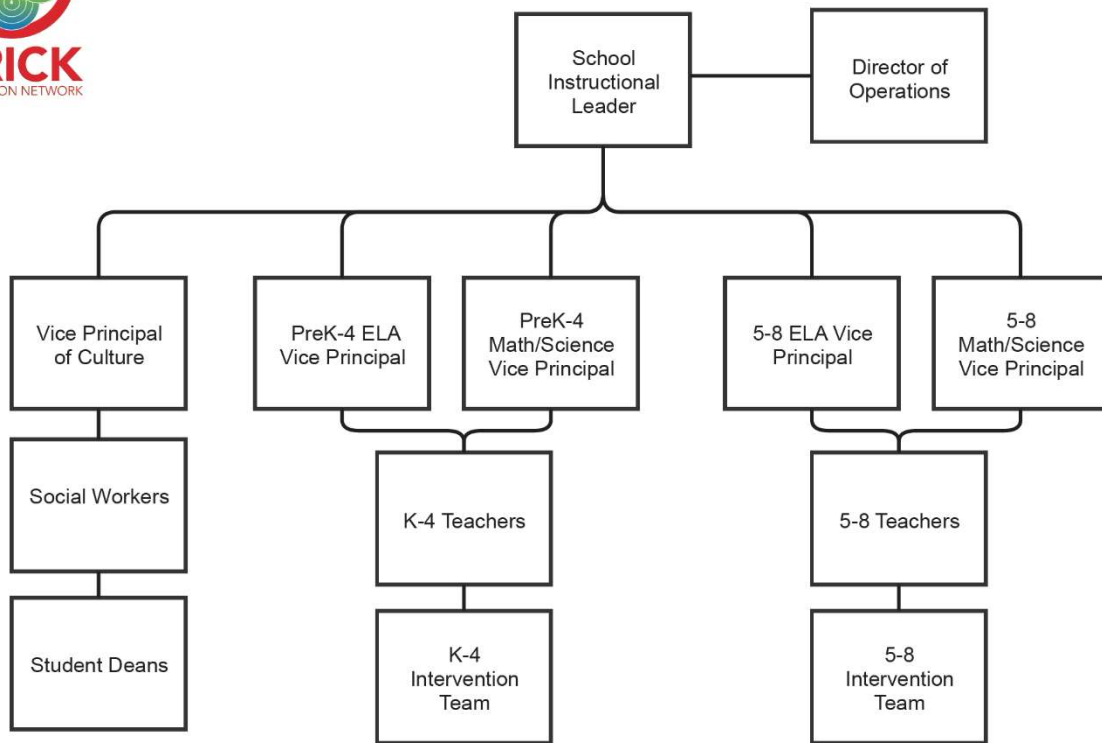 RICK
ON NETWORK
School
Instructional
Leader
Director of
Operations
Vice Principal
of Culture
PreK-4 ELA
Vice Principal
PreK-4
Math/Science
Vice Principal
5-8 ELA Vice
Principal
5-8
Math/Science
Vice Principal
Social Workers
K-4 Teachers
5-8 Teachers
Student Deans
K-4
Intervention
Team
5-8
Intervention
Team